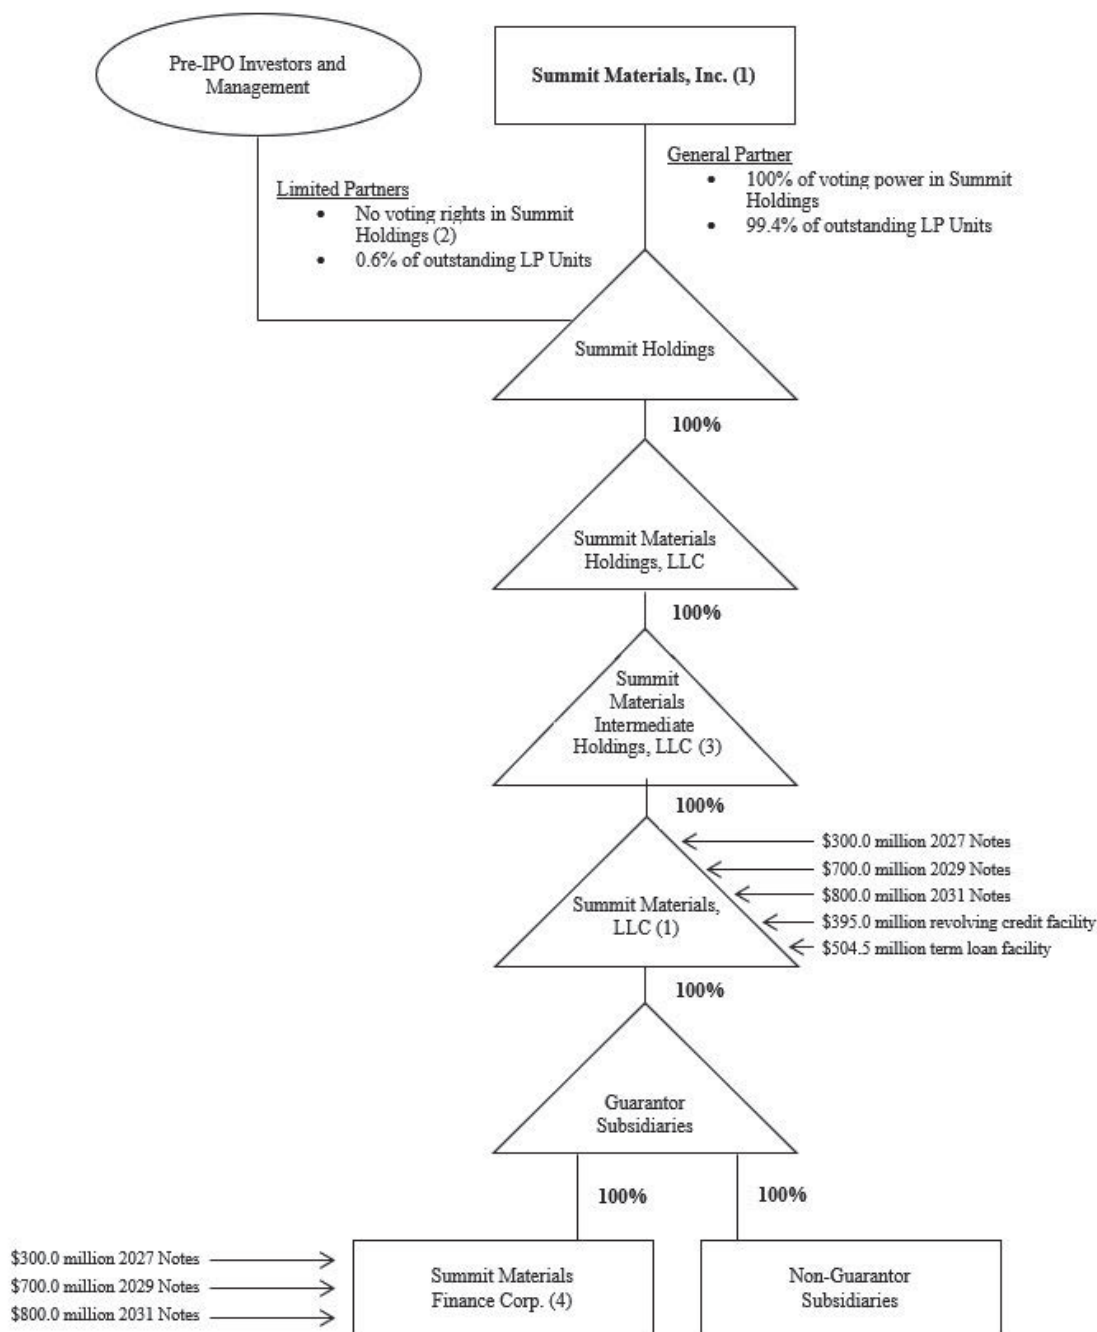 Pre-IPO Investors and
Management
Summit Materials, Inc. (1)
General Partner
• 100% of voting power in Summit
Holdings
• 99.4% of outstanding LP Units
Limited Partners
• No voting rights in Summit
Holdings (2)
• 0.6% of outstanding LP Units
Summit Holdings
100%
Summit Materials
Holdings, LLC
100%
Summit
Materials
Intermediate
Holdings, LLC (3)
100%
$300.0 million 2027 Notes
$700.0 million 2029 Notes
$800.0 million 2031 Notes
$395.0 million revolving credit facility
$504.5 million term loan facility
Summit Materials,
LLC (1)
100%
Guarantor
Subsidiaries
100%
100%
$300.0 million 2027 Notes
$700.0 million 2029 Notes
$800.0 million 2031 Notes
Summit Materials
Finance Corp. (4)
Non-Guarantor
Subsidiaries